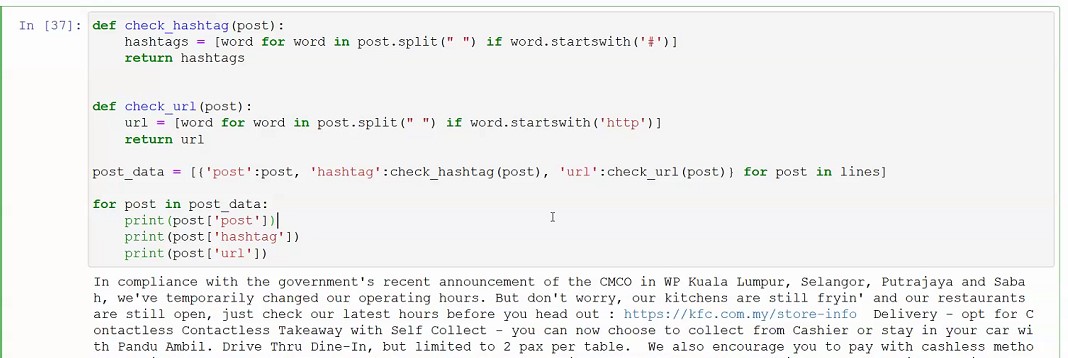 In [37]: def check_hashtag(post):
    hashtags = [word for word in post.split(" ") if word.startswith('#')]
    return hashtags
def check_url(post):
    url = [word for word in post.split(" ") if word.startswith('http')]
    return url
post_data = [{'post':post, 'hashtag':check_hashtag(post), 'url':check_url(post)} for post in lines]
for post in post_data:
    print(post['post'])
    print(post['hashtag'])
    print(post['url'])
In compliance with the government's recent announcement of the CMCO in WP Kuala Lumpur, Selangor, Putrajaya and Saba
h, we've temporarily changed our operating hours. But don't worry, our kitchens are still fryin' and our restaurants
are still open, just check our latest hours before you head out : https://kfc.com.my/store-info  Delivery - opt for C
ontactless Contactless Takeaway with Self Collect - you can now choose to collect from Cashier or stay in your car wi
th Pandu Ambil. Drive Thru Dine-In, but limited to 2 pax per table.  We also encourage you to pay with cashless metho